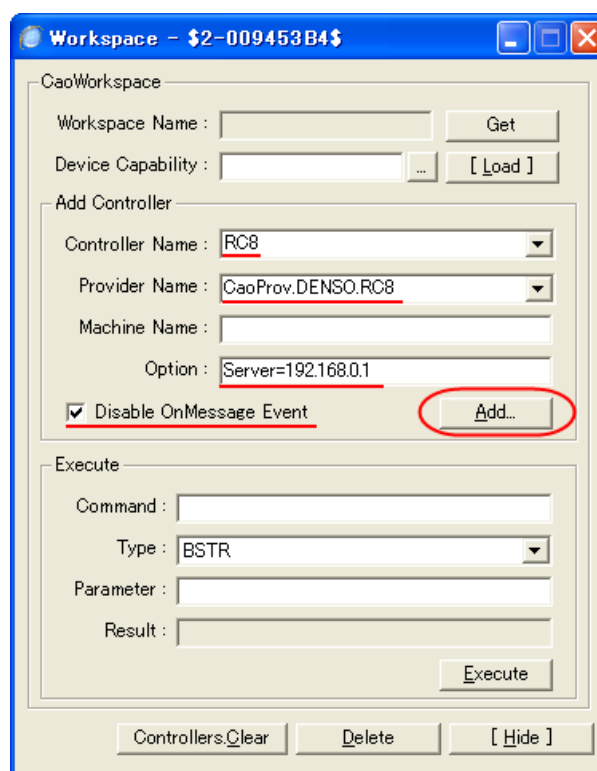 Workspace - $2-009453B4$
CaoWorkspace
Workspace Name : Get
Device Capability : ... [ Load ]
Add Controller
Controller Name : RC8
Provider Name : CaoProv.DENSO.RC8
Machine Name :
Option : Server=192.168.0.1
Disable OnMessage Event Add...
Execute
Command :
Type : BSTR
Parameter :
Result :
Execute
Controllers.Clear Delete [ Hide ]